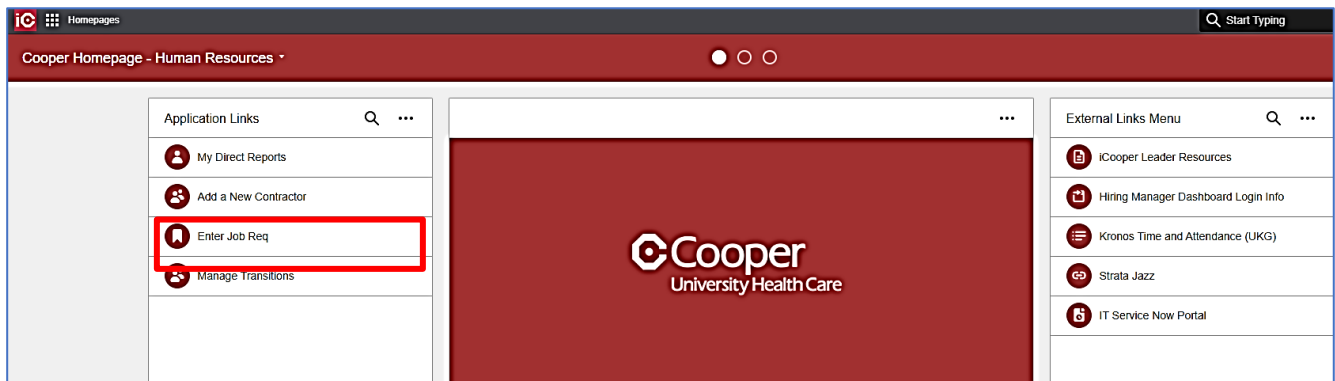 iC Homepages
Start Typing
Cooper Homepage - Human Resources
Application Links
My Direct Reports
Add a New Contractor
Enter Job Req
Manage Transitions
Cooper
University Health Care
External Links Menu
iCooper Leader Resources
Hiring Manager Dashboard Login Info
Kronos Time and Attendance (UKG)
Strata Jazz
IT Service Now Portal